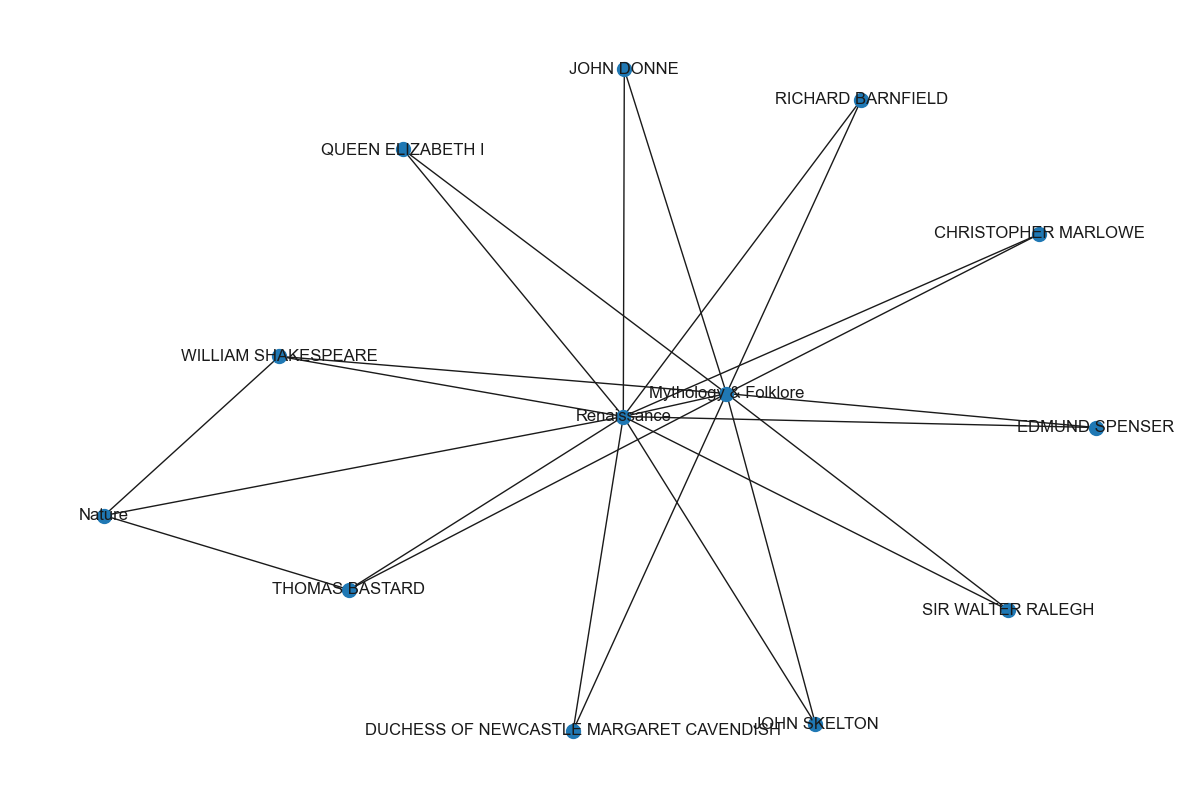 JOHN DONNE
RICHARD BARNFIELD
QUEEN ELIZABETH I
CHRISTOPHER MARLOWE
WILLIAM SHAKESPEARE
Mythology & Folklore
Renaissance
EDMUND SPENSER
Nature
THOMAS BASTARD
SIR WALTER RALEGH
DUCHESS OF NEWCASTLE MARGARET CAVENDISH
JOHN SKELTON